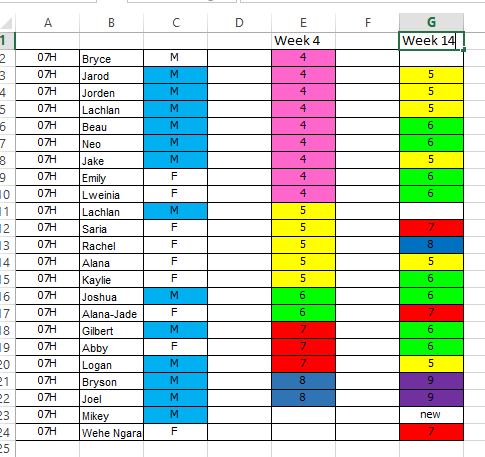 A B C D E F G
1 Week 4 Week 14
2 07H Bryce M 4
3 07H Jarod M 4 5
4 07H Jorden M 4 5
5 07H Lachlan M 4 5
6 07H Beau M 4 6
7 07H Neo M 4 6
8 07H Jake M 4 5
9 07H Emily F 4 6
10 07H Lweinia F 4 6
11 07H Lachlan M 5
12 07H Saria F 5 7
13 07H Rachel F 5 8
14 07H Alana F 5 5
15 07H Kaylie F 5 6
16 07H Joshua M 6 6
17 07H Alana-Jade F 6 7
18 07H Gilbert M 7 6
19 07H Abby F 7 6
20 07H Logan M 7 5
21 07H Bryson M 8 9
22 07H Joel M 8 9
23 07H Mikey M new
24 07H Wehe Ngara F 7
25